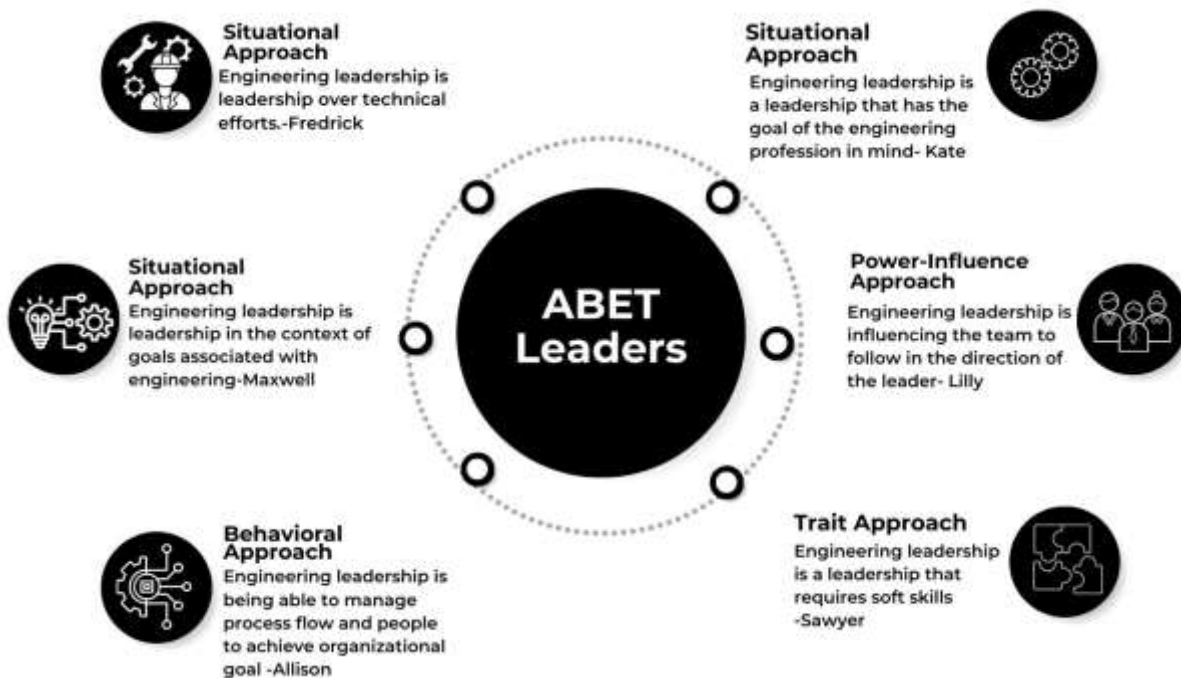 Situational
Approach
Engineering leadership is
leadership over technical
efforts.-Fredrick
Situational
Approach
Engineering leadership is
a leadership that has the
goal of the engineering
profession in mind- Kate
Situational
Approach
Engineering leadership is
leadership in the context of
goals associated with
engineering-Maxwell
ABET
Leaders
Power-Influence
Approach
Engineering leadership is
influencing the team to
follow in the direction of
the leader- Lilly
Behavioral
Approach
Engineering leadership is
being able to manage
process flow and people
to achieve organizational
goal -Allison
Trait Approach
Engineering leadership
is a leadership that
requires soft skills
-Sawyer